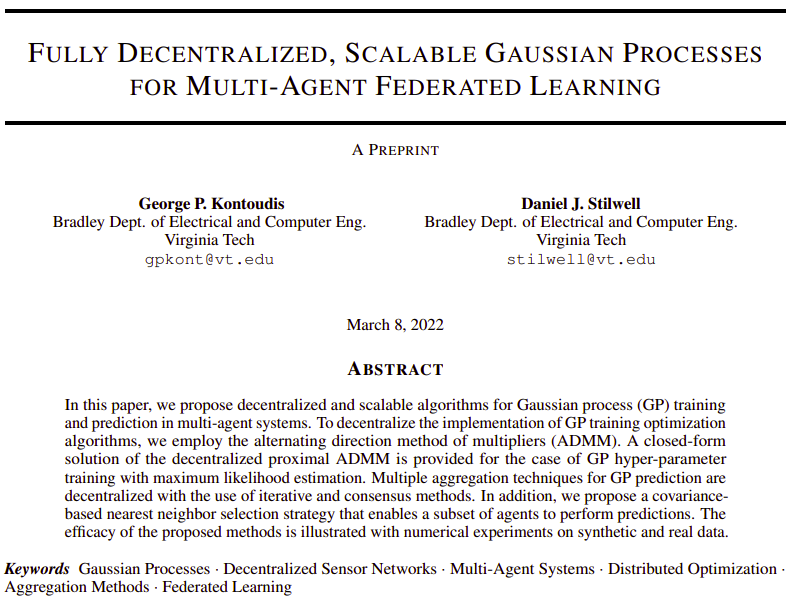 FULLY DECENTRALIZED, SCALABLE GAUSSIAN PROCESSES
FOR MULTI-AGENT FEDERATED LEARNING
A PREPRINT
George P. Kontoudis
Bradley Dept. of Electrical and Computer Eng.
Virginia Tech
gpkont@vt.edu
Daniel J. Stilwell
Bradley Dept. of Electrical and Computer Eng.
Virginia Tech
stilwell@vt.edu
March 8, 2022
ABSTRACT
In this paper, we propose decentralized and scalable algorithms for Gaussian process (GP) training
and prediction in multi-agent systems. To decentralize the implementation of GP training optimization
algorithms, we employ the alternating direction method of multipliers (ADMM). A closed-form
solution of the decentralized proximal ADMM is provided for the case of GP hyper-parameter
training with maximum likelihood estimation. Multiple aggregation techniques for GP prediction are
decentralized with the use of iterative and consensus methods. In addition, we propose a covariance-
based nearest neighbor selection strategy that enables a subset of agents to perform predictions. The
efficacy of the proposed methods is illustrated with numerical experiments on synthetic and real data.
Keywords Gaussian Processes · Decentralized Sensor Networks · Multi-Agent Systems · Distributed Optimization ·
Aggregation Methods · Federated Learning